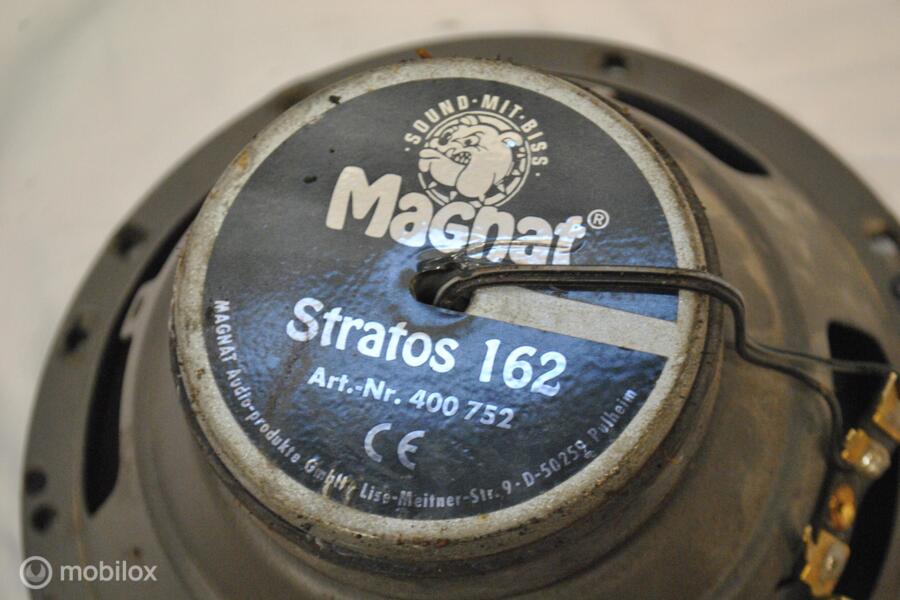 ·SOUND·MIT·BISS·
Magnat®
Stratos 162
Art.-Nr. 400 752
CE
MAGNAT Audio-produkte GmbH · Lise-Meitner-Str. 9 · D-50259 Pulheim
mobilox